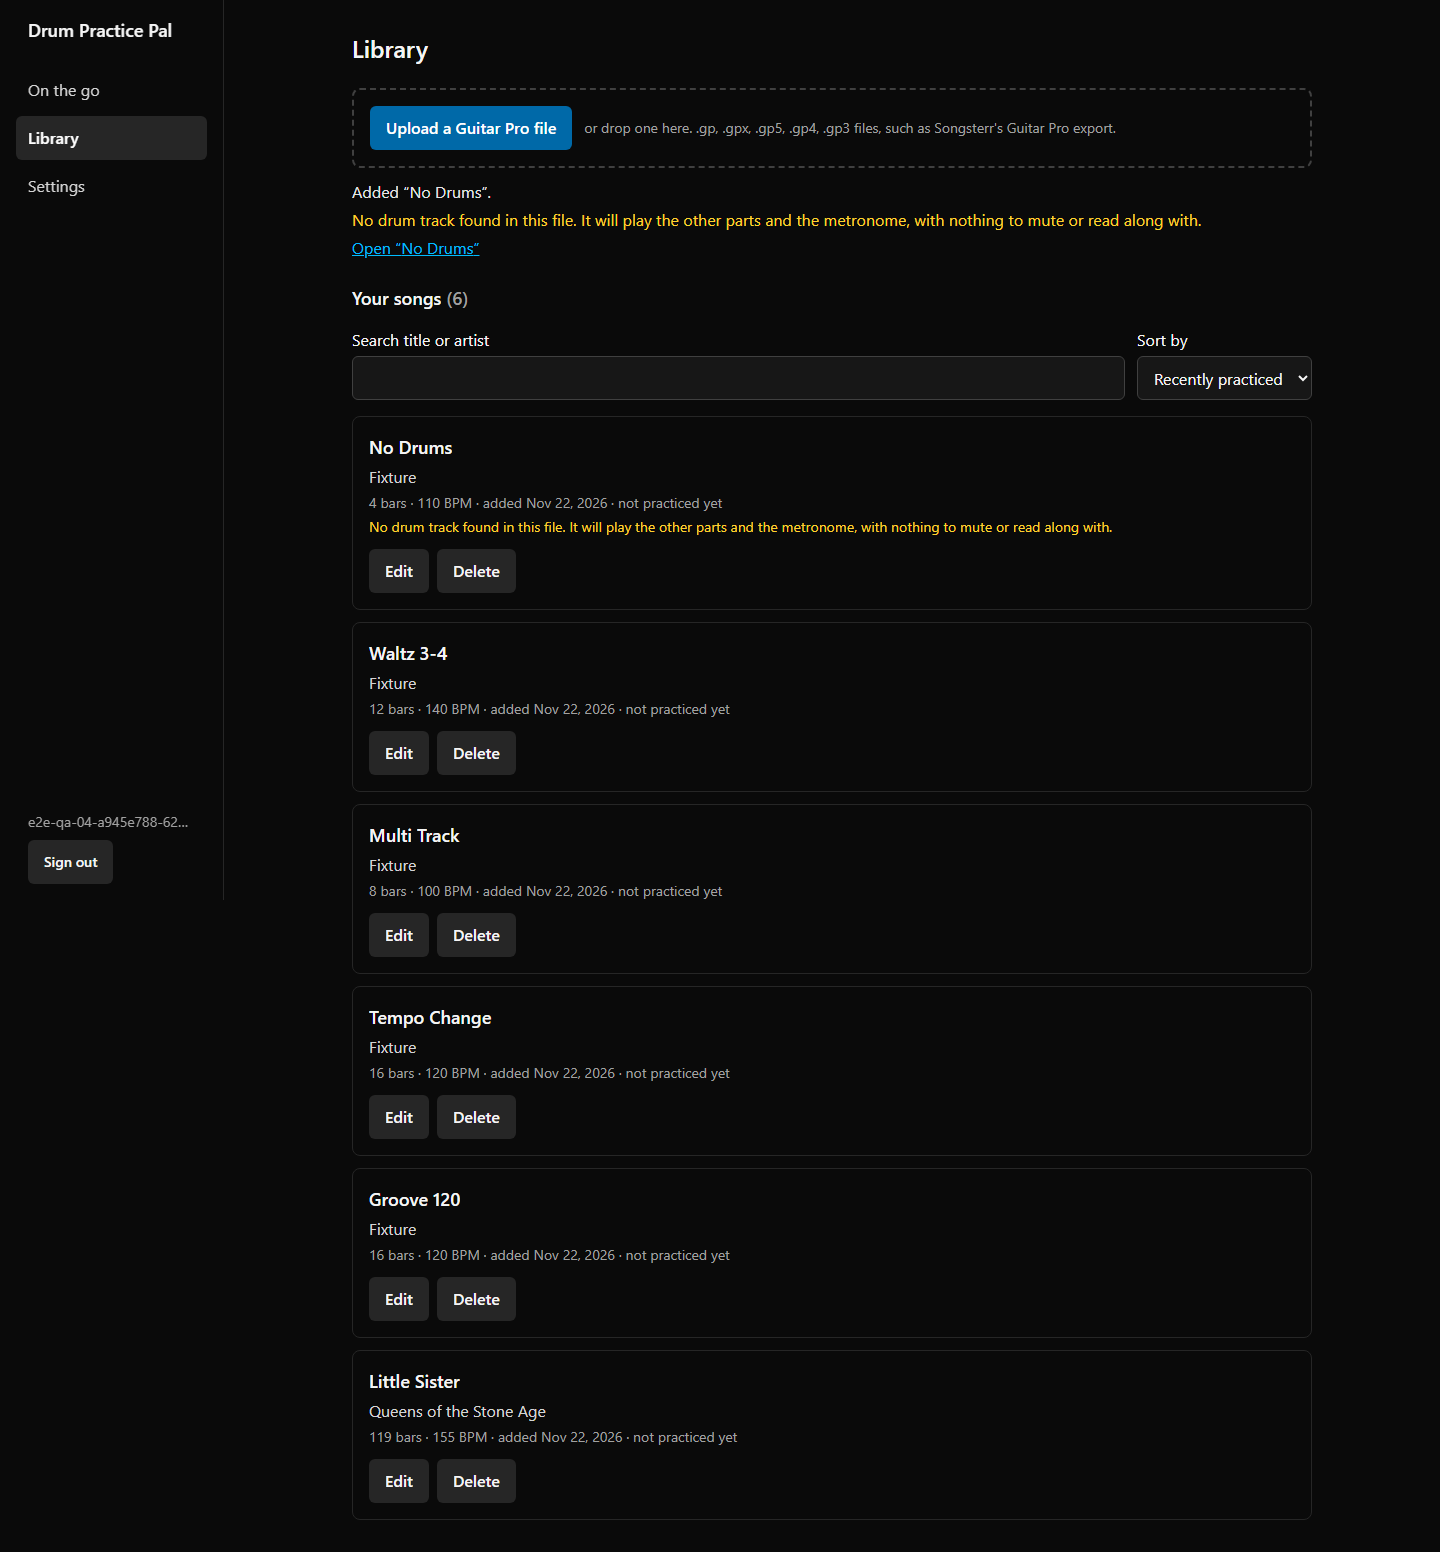 Drum Practice Pal
On the go
Library
Settings
e2e-qa-04-a945e788-62...
Sign out
Library
Upload a Guitar Pro file
or drop one here. .gp, .gpx, .gp5, .gp4, .gp3 files, such as Songsterr's Guitar Pro export.
Added “No Drums”.
No drum track found in this file. It will play the other parts and the metronome, with nothing to mute or read along with.
Open “No Drums”
Your songs (6)
Search title or artist
Sort by
Recently practiced
No Drums
Fixture
4 bars · 110 BPM · added Nov 22, 2026 · not practiced yet
No drum track found in this file. It will play the other parts and the metronome, with nothing to mute or read along with.
Edit Delete
Waltz 3-4
Fixture
12 bars · 140 BPM · added Nov 22, 2026 · not practiced yet
Edit Delete
Multi Track
Fixture
8 bars · 100 BPM · added Nov 22, 2026 · not practiced yet
Edit Delete
Tempo Change
Fixture
16 bars · 120 BPM · added Nov 22, 2026 · not practiced yet
Edit Delete
Groove 120
Fixture
16 bars · 120 BPM · added Nov 22, 2026 · not practiced yet
Edit Delete
Little Sister
Queens of the Stone Age
119 bars · 155 BPM · added Nov 22, 2026 · not practiced yet
Edit Delete